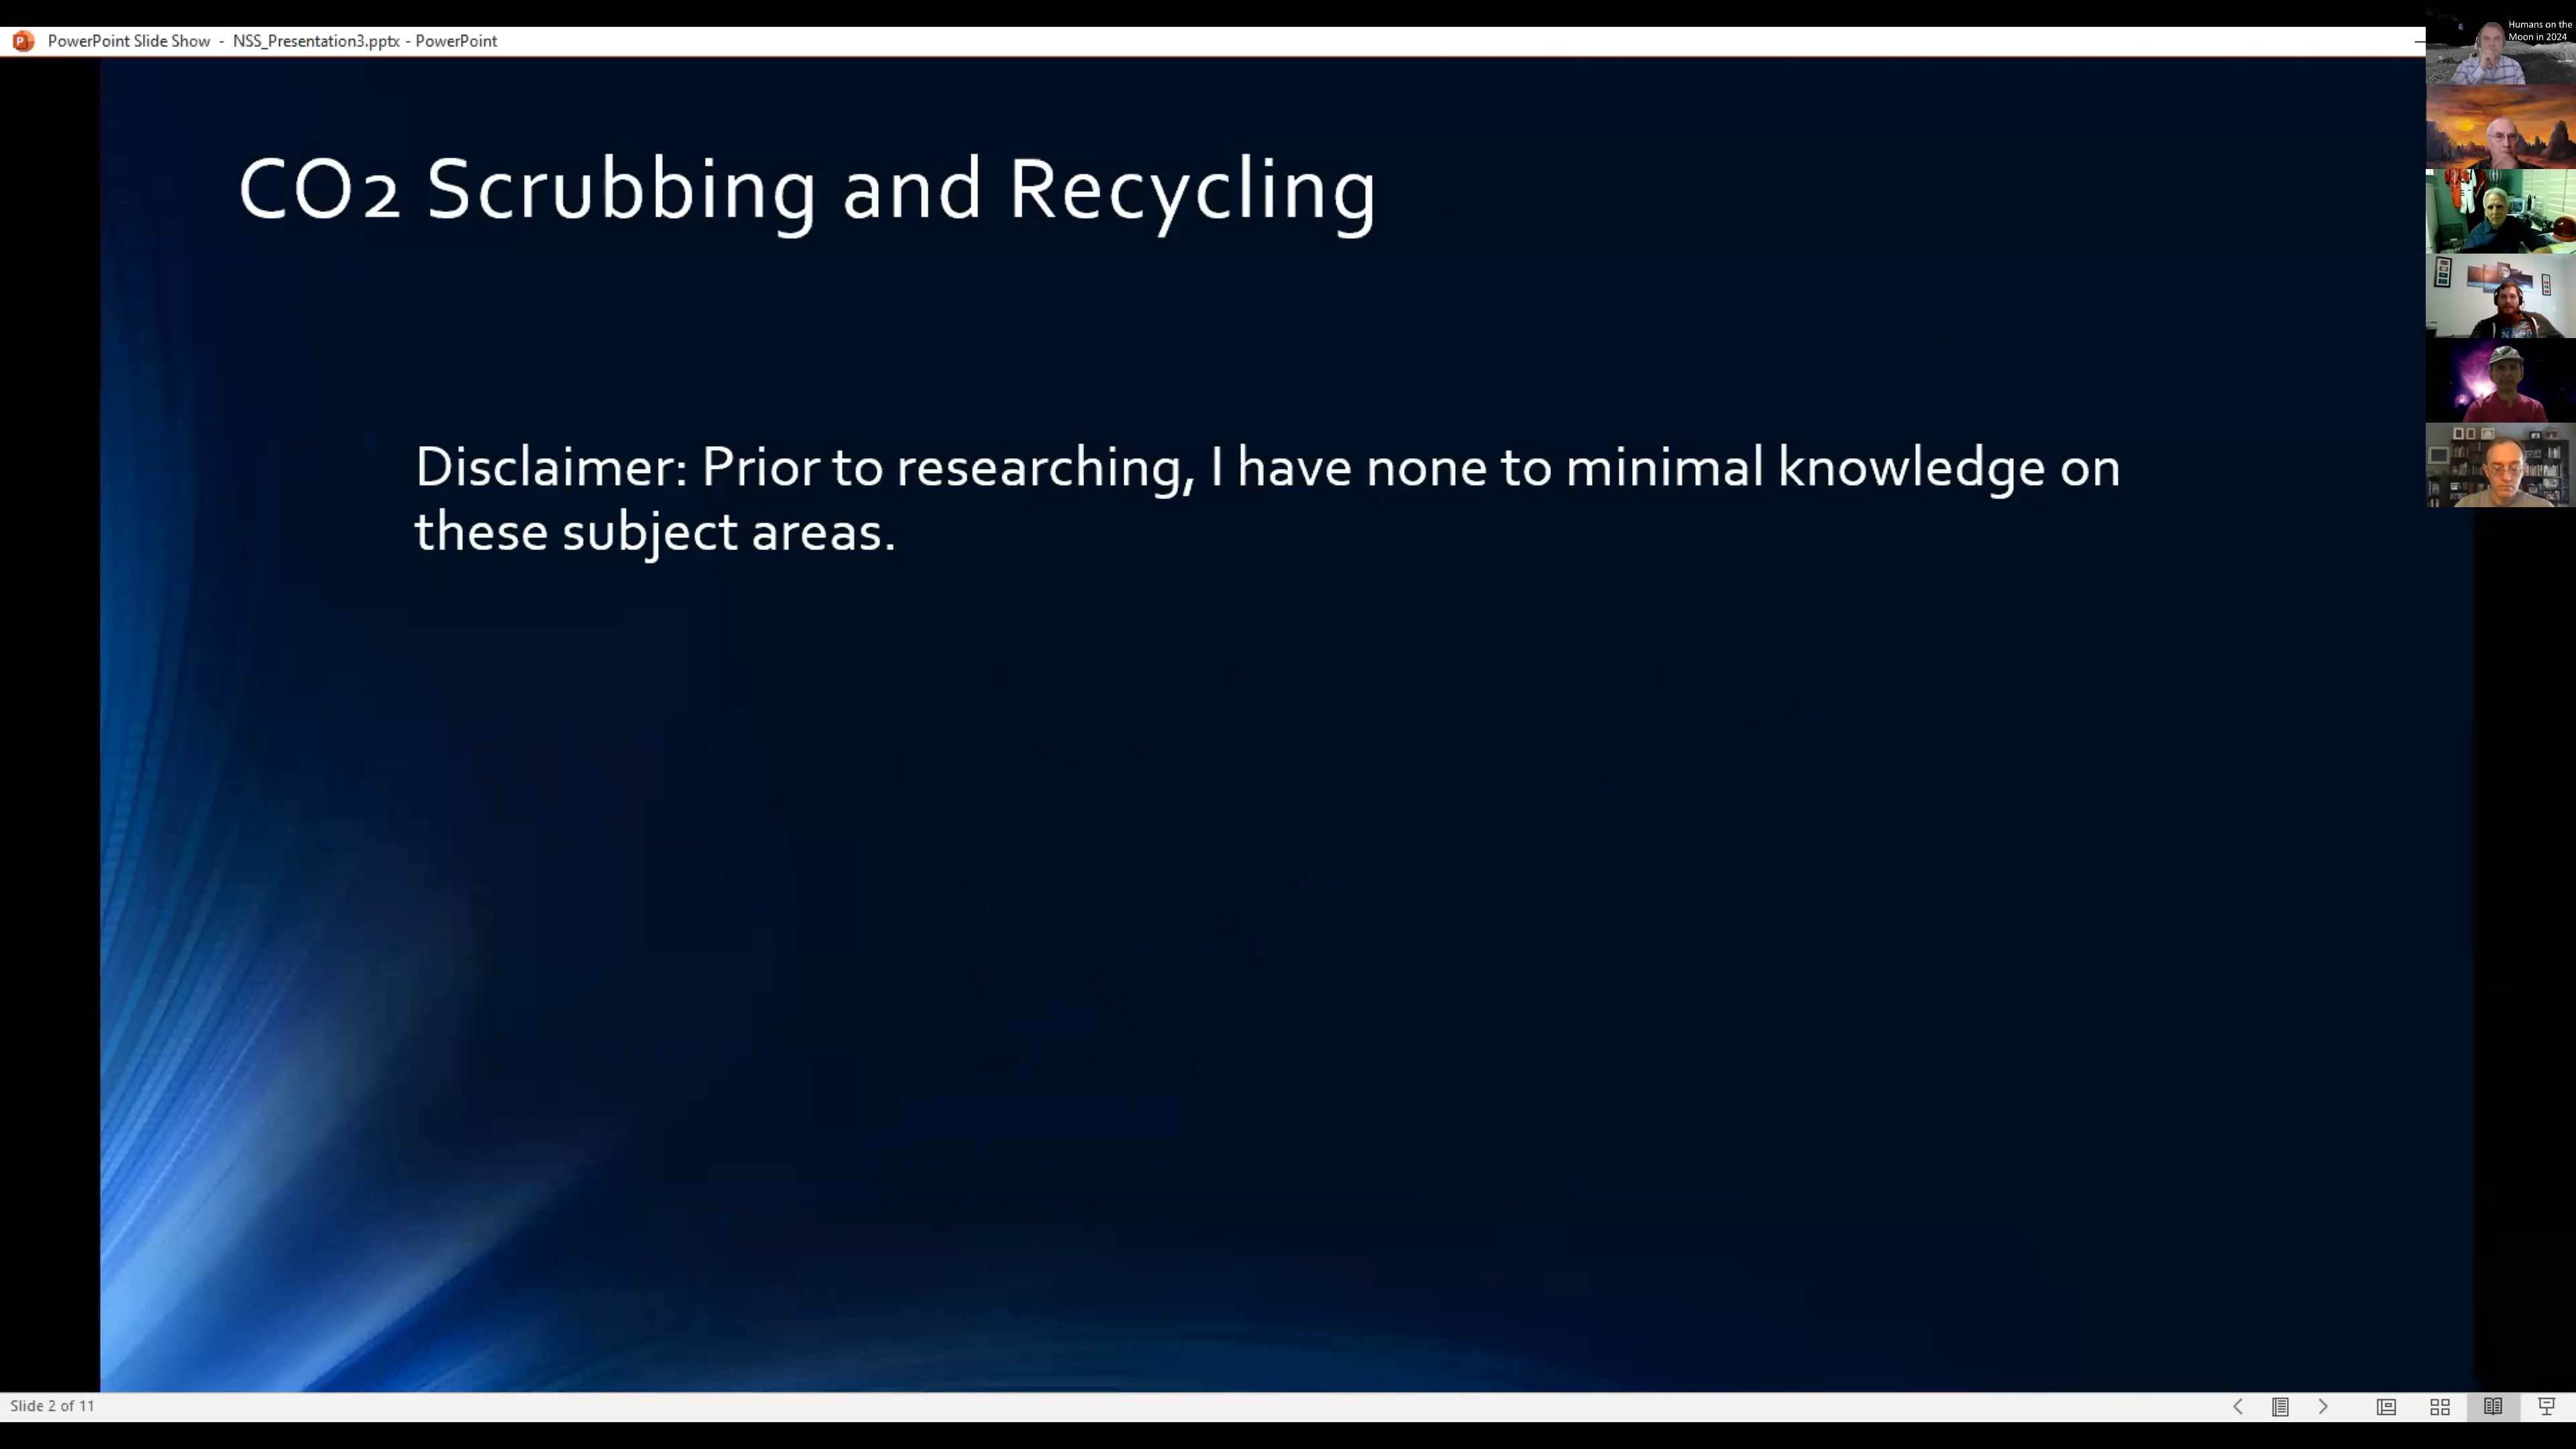 PowerPoint Slide Show - NSS_Presentation3.pptx - PowerPoint
Humans on the
Moon in 2024
CO2 Scrubbing and Recycling
Disclaimer: Prior to researching, I have none to minimal knowledge on
these subject areas.
Slide 2 of 11